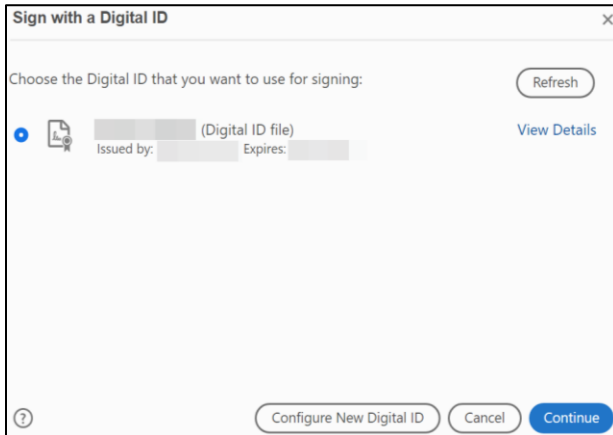 Sign with a Digital ID
Choose the Digital ID that you want to use for signing:
Refresh
(Digital ID file)
View Details
Issued by: Expires:
?
Configure New Digital ID
Cancel
Continue